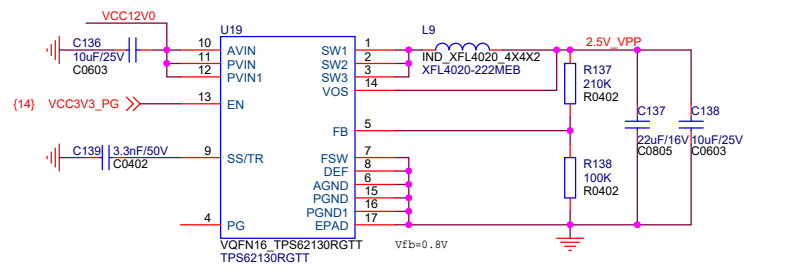 VCC12V0
U19
L9
C136
10uF/25V
C0603
10
AVIN
11
PVIN
12
PVIN1
SW1
1
SW2
2
SW3
3
VOS
14
IND_XFL4020_4X4X2
XFL4020-222MEB
2.5V_VPP
R137
210K
R0402
{14}
VCC3V3_PG
13
EN
FB
5
C137
22uF/16V
C0805
C138
10uF/25V
C0603
C139
3.3nF/50V
C0402
9
SS/TR
FSW
7
DEF
8
AGND
6
PGND
15
PGND1
16
EPAD
17
R138
100K
R0402
4
PG
VQFN16_TPS62130RGTT
TPS62130RGTT
Vfb=0.8V